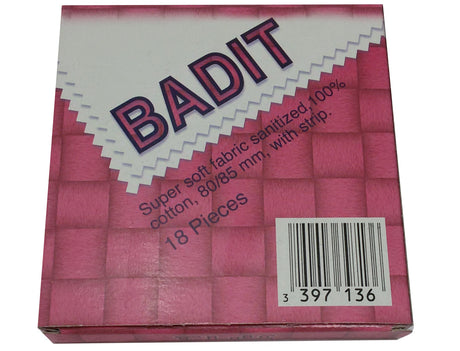 BADIT
Super soft fabric sanitized,100%
cotton, 80/85 mm, with strip.
18 Pieces
3 397 136